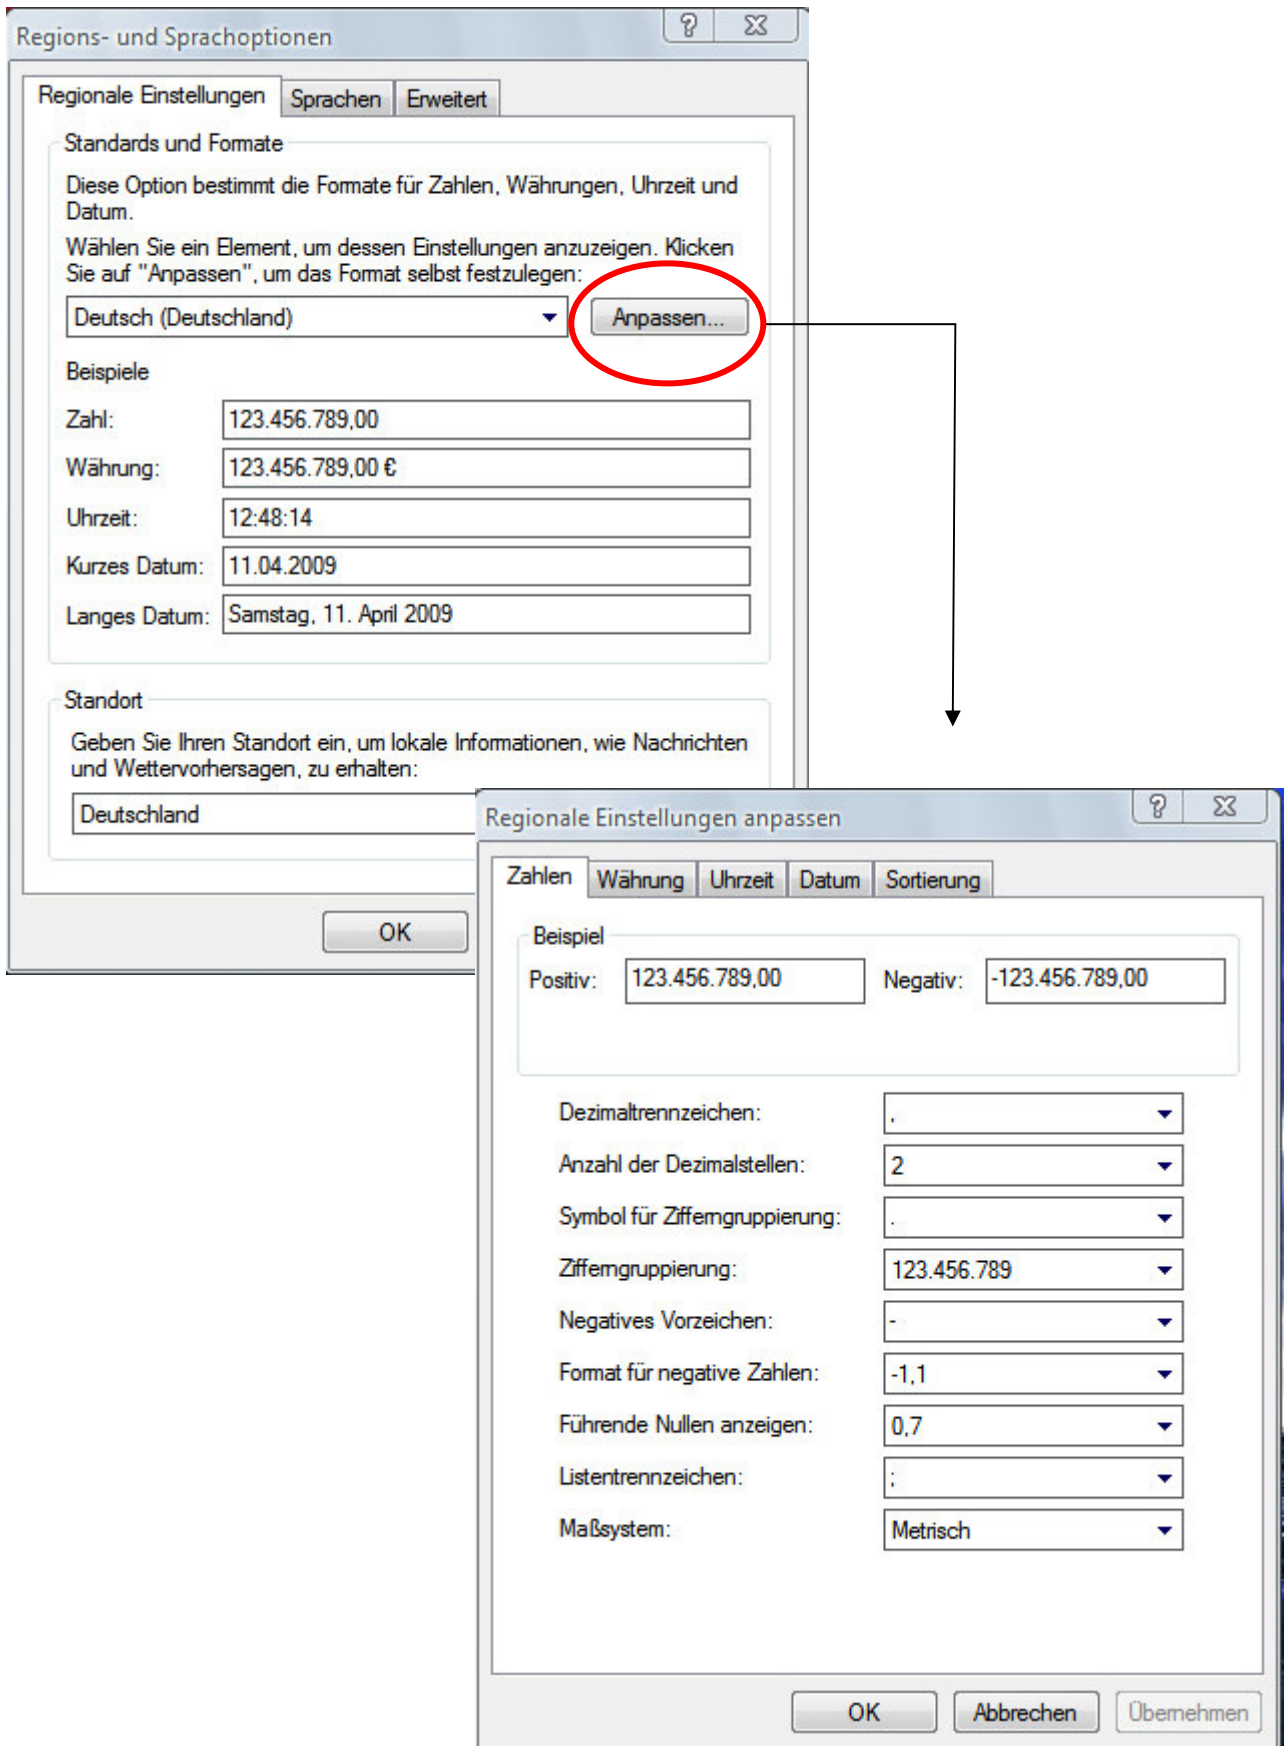 Regions- und Sprachoptionen
Regionale Einstellungen Sprachen Erweitert
Standards und Formate
Diese Option bestimmt die Formate für Zahlen, Währungen, Uhrzeit und
Datum.
Wählen Sie ein Element, um dessen Einstellungen anzuzeigen. Klicken
Sie auf "Anpassen", um das Format selbst festzulegen:
Deutsch (Deutschland) Anpassen...
Beispiele
Zahl: 123.456.789,00
Währung: 123.456.789,00 €
Uhrzeit: 12:48:14
Kurzes Datum: 11.04.2009
Langes Datum: Samstag, 11. April 2009
Standort
Geben Sie Ihren Standort ein, um lokale Informationen, wie Nachrichten
und Wettervorhersagen, zu erhalten:
Deutschland
OK
Regionale Einstellungen anpassen
Zahlen Währung Uhrzeit Datum Sortierung
Beispiel
Positiv: 123.456.789,00 Negativ: -123.456.789,00
Dezimaltrennzeichen: ,
Anzahl der Dezimalstellen: 2
Symbol für Zifferngruppierung: .
Zifferngruppierung: 123.456.789
Negatives Vorzeichen: -
Format für negative Zahlen: -1,1
Führende Nullen anzeigen: 0,7
Listentrennzeichen: ;
Maßsystem: Metrisch
OK Abbrechen Übernehmen